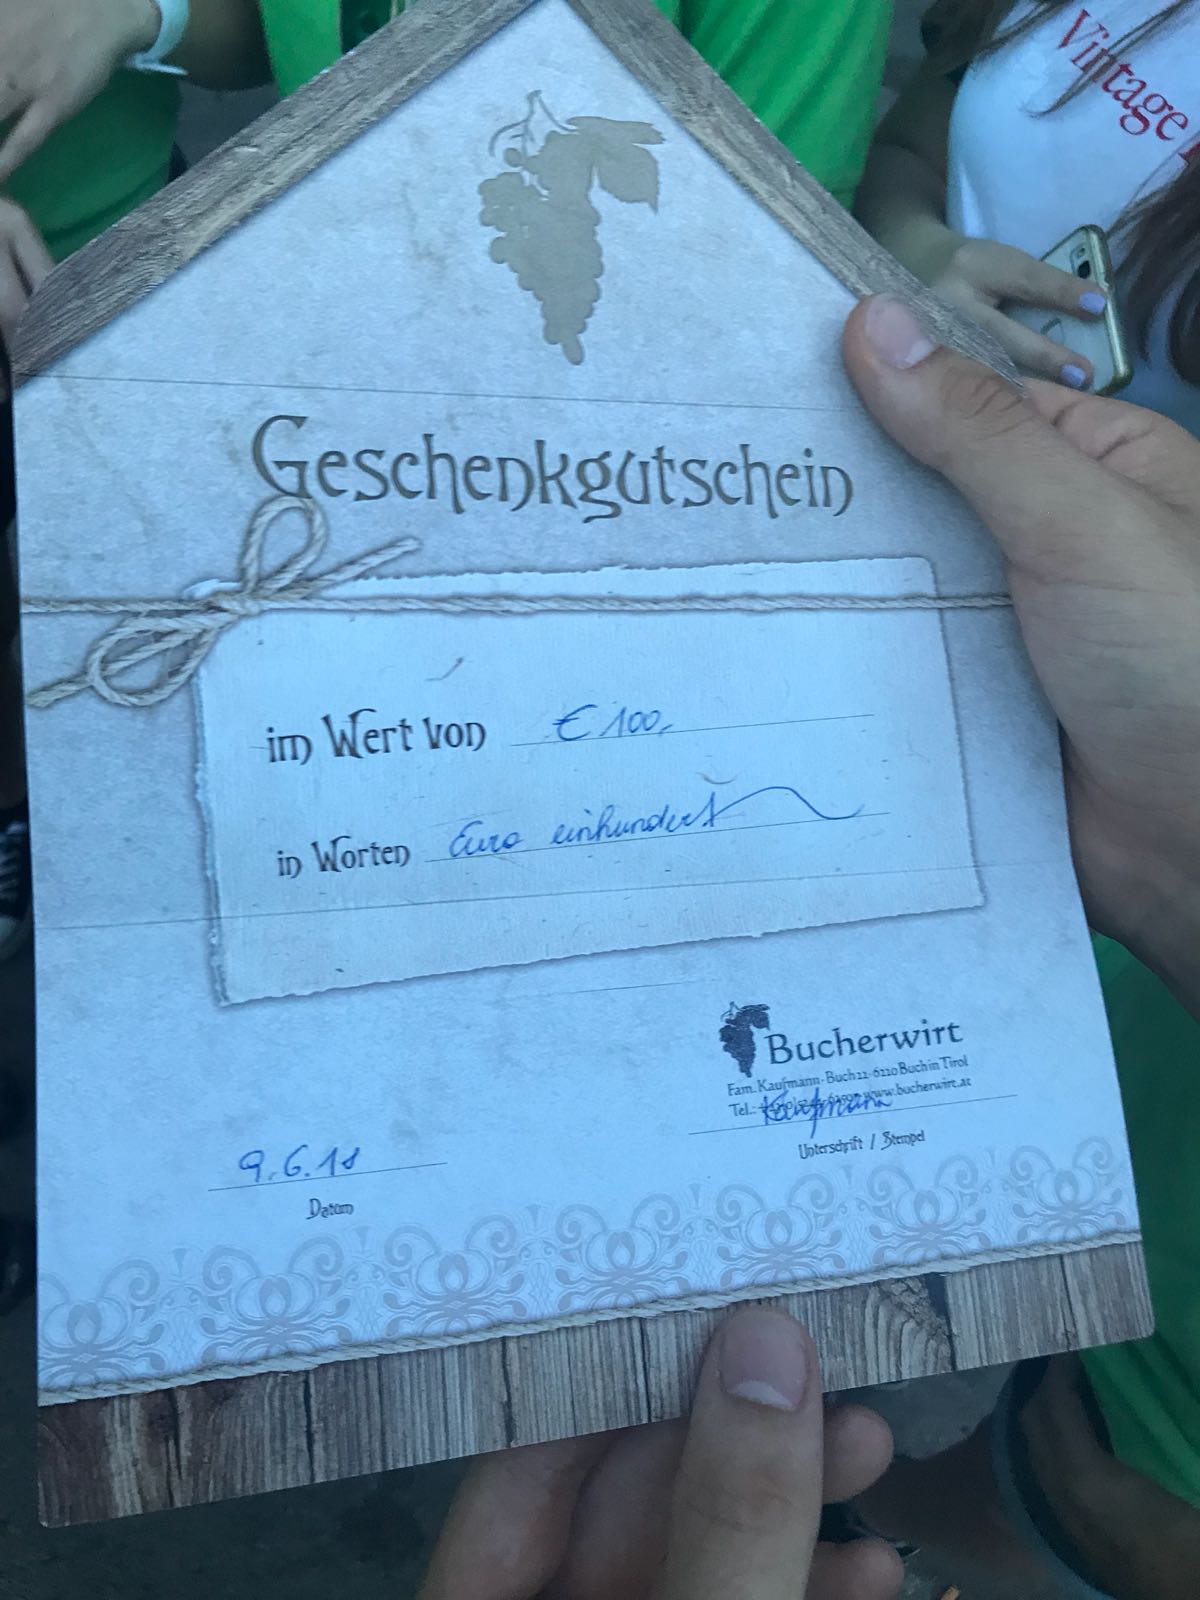 Vintage
Geschenkgutschein
im Wert von € 100,
in Worten Euro einhundert
Bucherwirt
Fam. Kaufmann · Buch 22 · 6220 Buch in Tirol
Tel.: www.bucherwirt.at
Kaufmann
Unterschrift / Stempel
9.6.18
Datum